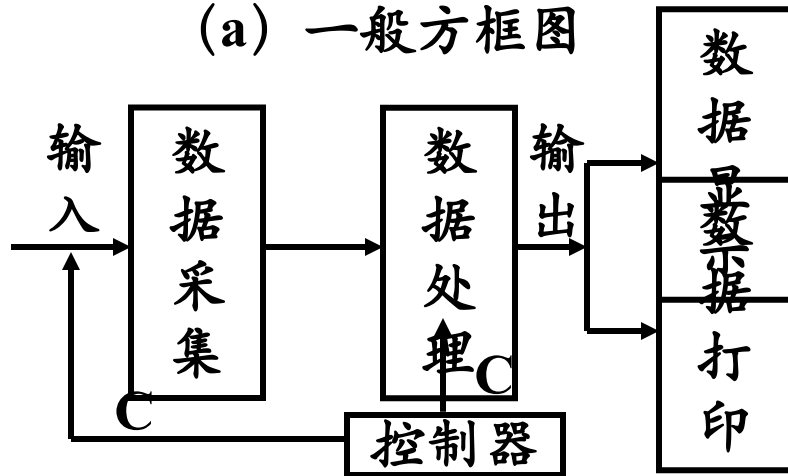 (a) 一般方框图
输入
数据采集
数据处理
输出
数据显示
数据打印
C
C
控制器